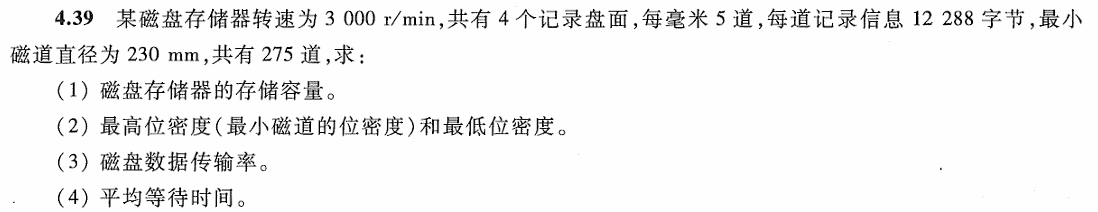 4.39 某磁盘存储器转速为 3 000 r/min,共有 4 个记录盘面,每毫米 5 道,每道记录信息 12 288 字节,最小
磁道直径为 230 mm,共有 275 道,求:
(1) 磁盘存储器的存储容量。
(2) 最高位密度(最小磁道的位密度)和最低位密度。
(3) 磁盘数据传输率。
(4) 平均等待时间。